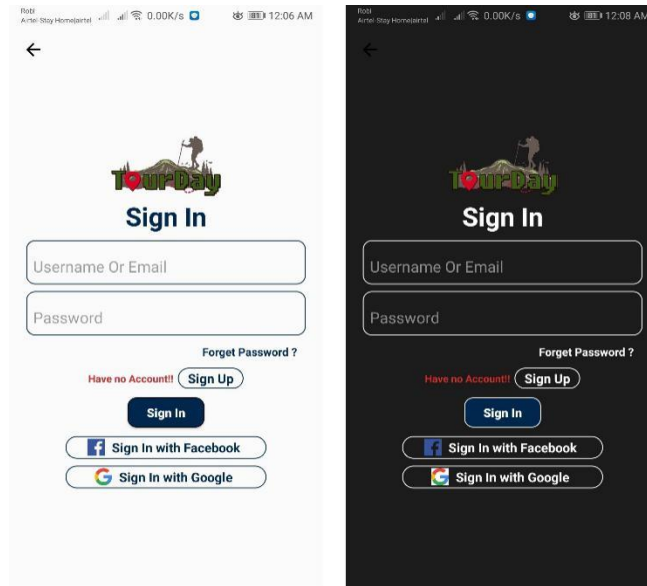 Robi
Airtel-Stay Home|airtel
0.00K/s
81
12:06 AM
TourDay
Sign In
Username Or Email
Password
Forget Password ?
Have no Account!! Sign Up
Sign In
Sign In with Facebook
Sign In with Google
Robi
Airtel-Stay Home|airtel
0.00K/s
12:08 AM
TourDay
Sign In
Username Or Email
Password
Forget Password ?
Have no Account!! Sign Up
Sign In
Sign In with Facebook
Sign In with Google